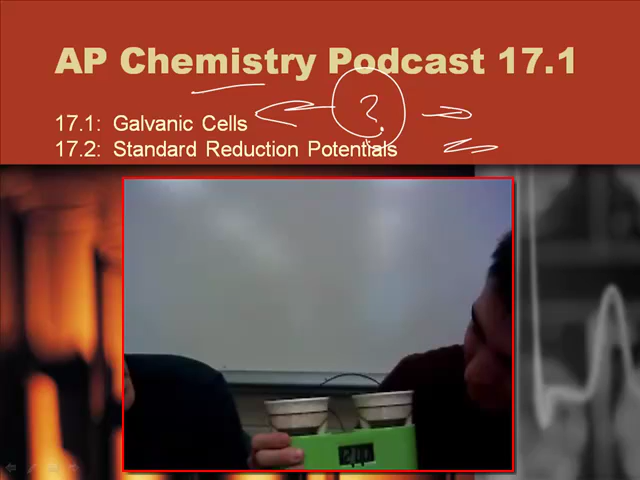 AP Chemistry Podcast 17.1
?
17.1: Galvanic Cells
17.2: Standard Reduction Potentials